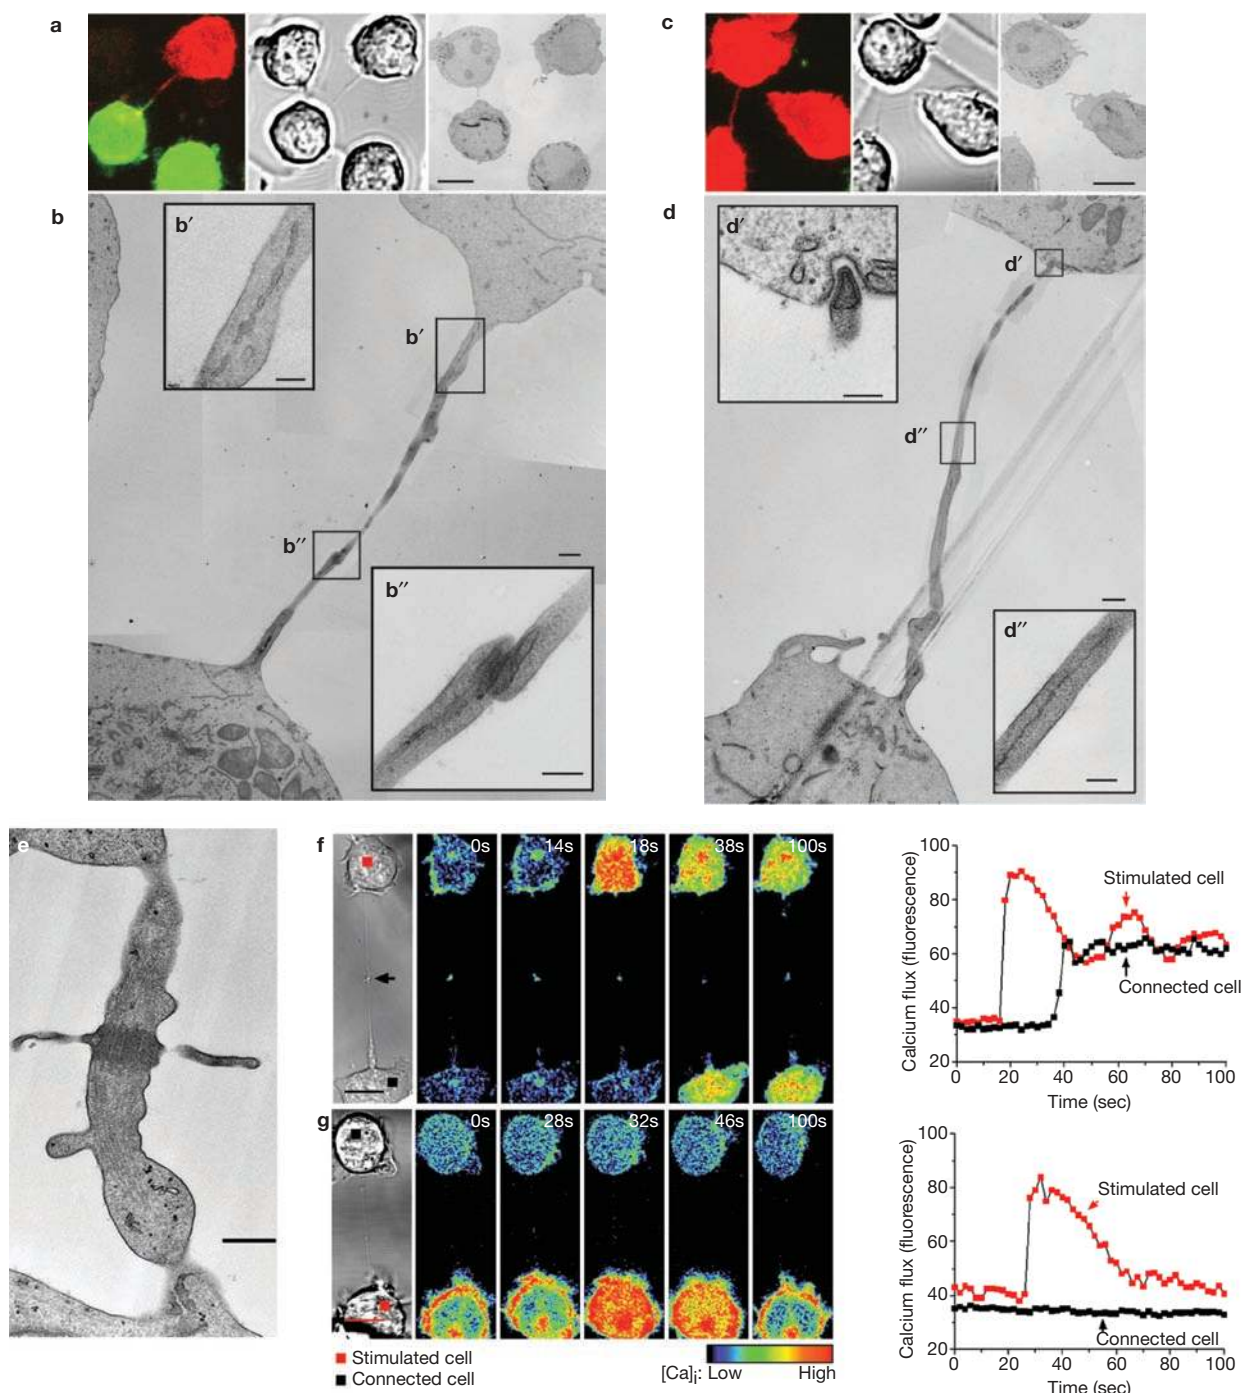 a
c
b
b′
b′
b″
b″
d
d′
d′
d″
d″
e
f
0s
14s
18s
38s
100s
g
0s
28s
32s
46s
100s
Stimulated cell
Connected cell
[Ca]i: Low
High
100
80
60
40
20
Calcium flux (fluorescence)
Stimulated cell
Connected cell
0
20
40
60
80
100
Time (sec)
100
80
60
40
20
Calcium flux (fluorescence)
Stimulated cell
Connected cell
0
20
40
60
80
100
Time (sec)